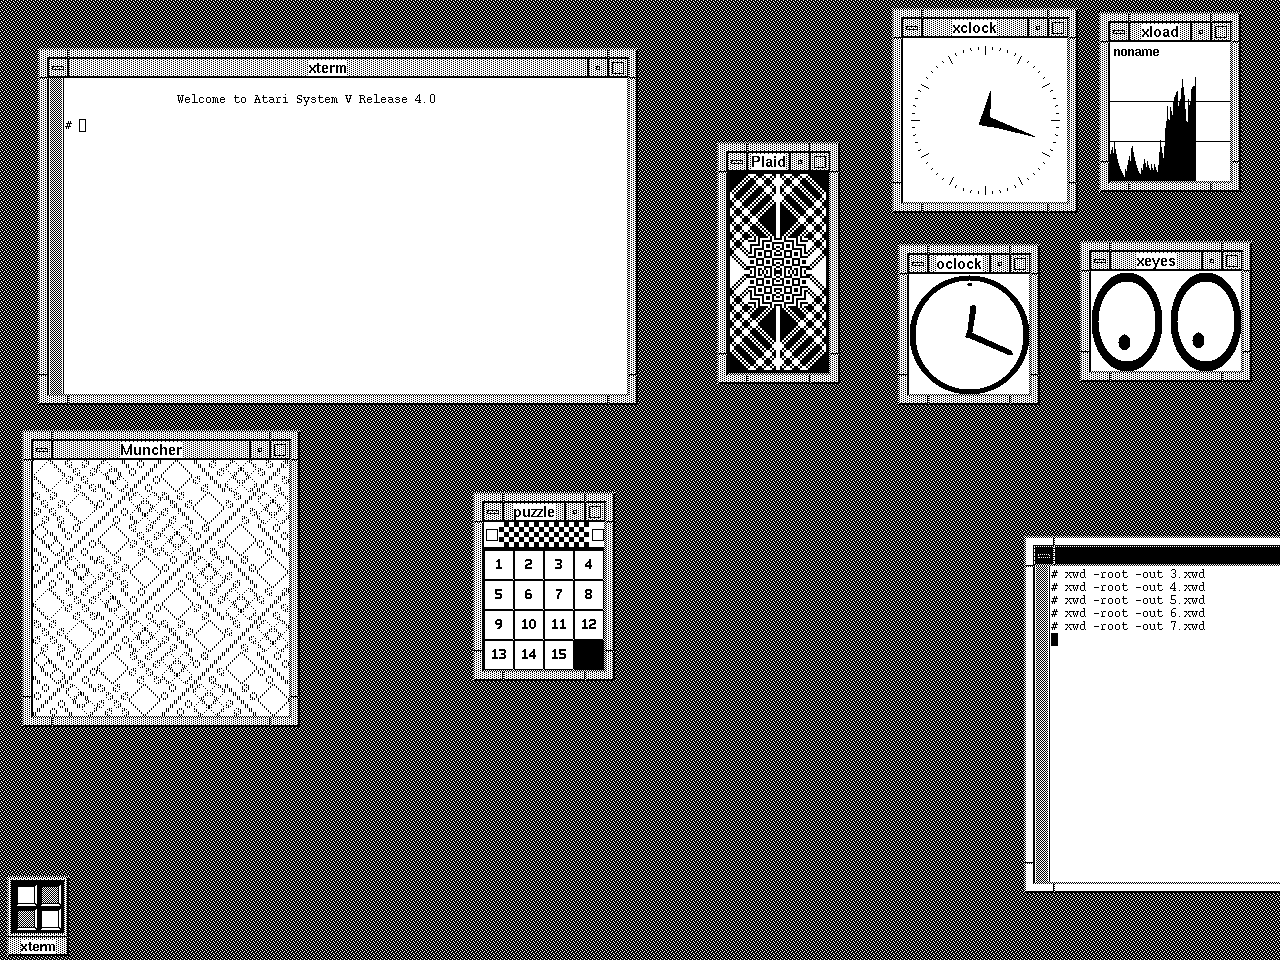 xterm
Welcome to Atari System V Release 4.0
#
xclock
xload
noname
Plaid
oclock
xeyes
Muncher
puzzle
1 2 3 4
5 6 7 8
9 10 11 12
13 14 15
# xwd -root -out 3.xwd
# xwd -root -out 4.xwd
# xwd -root -out 5.xwd
# xwd -root -out 6.xwd
# xwd -root -out 7.xwd
xterm